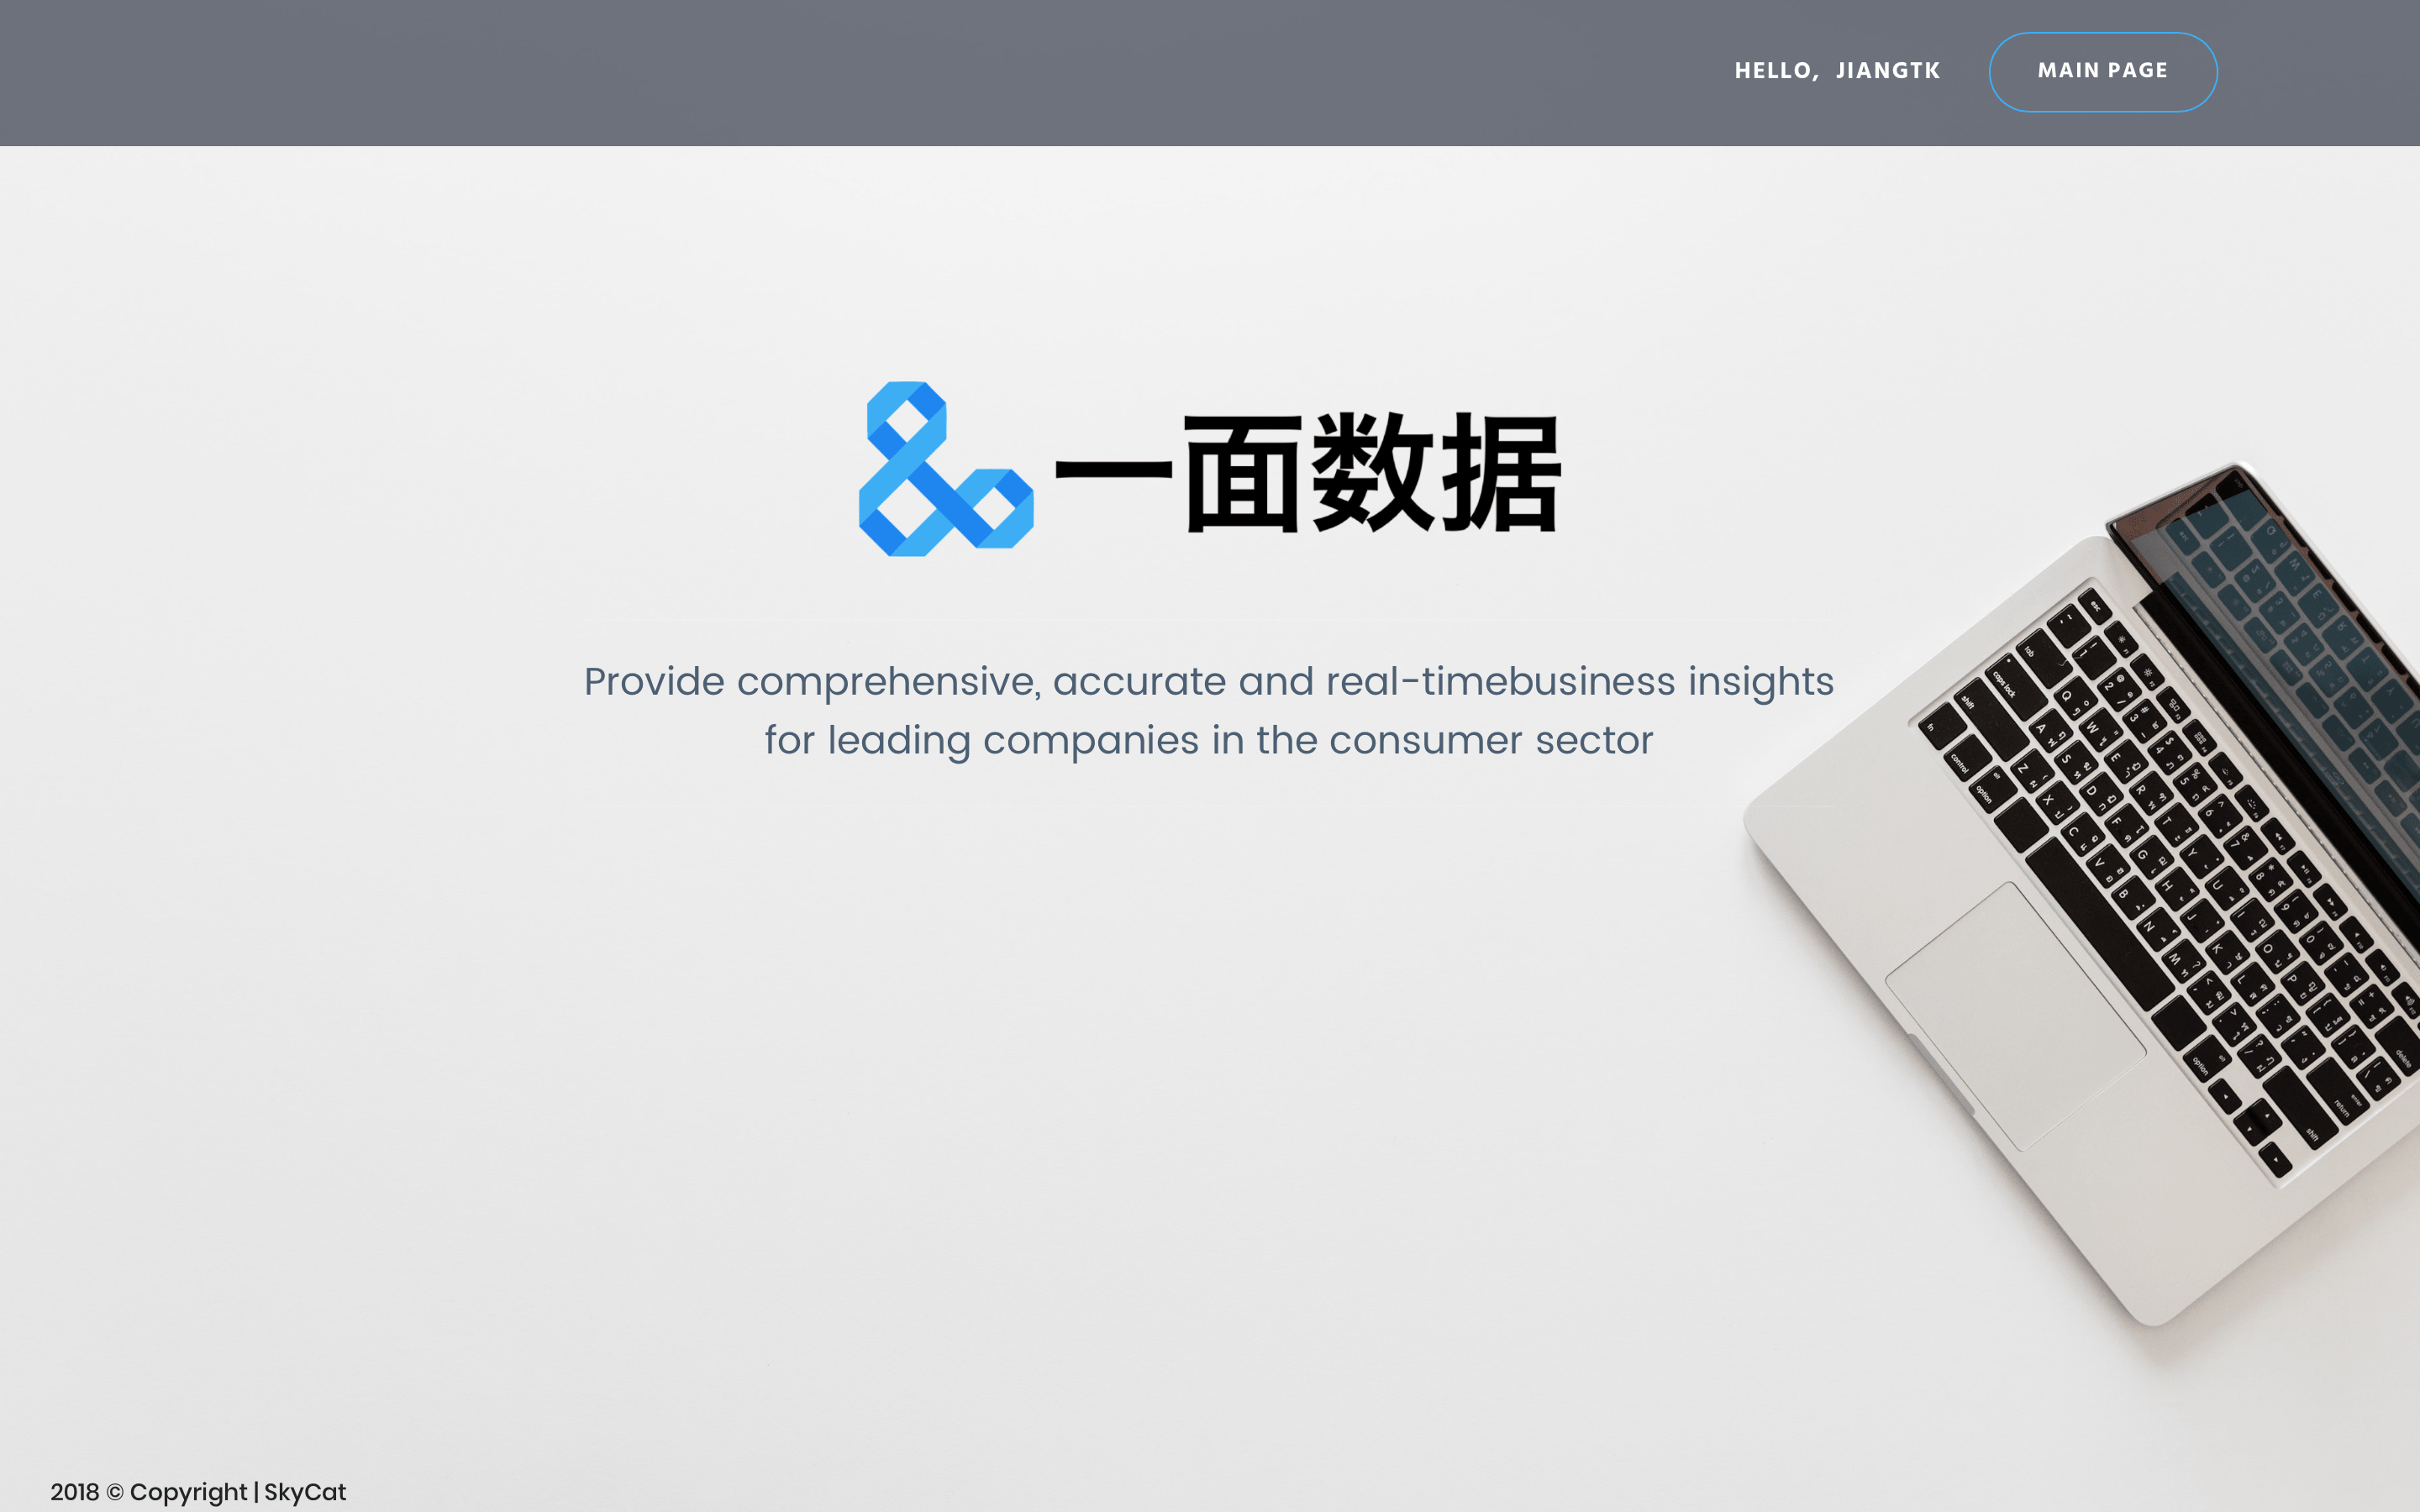 HELLO, JIANGTK
MAIN PAGE
一面数据
Provide comprehensive, accurate and real-timebusiness insights
for leading companies in the consumer sector
2018 © Copyright | SkyCat